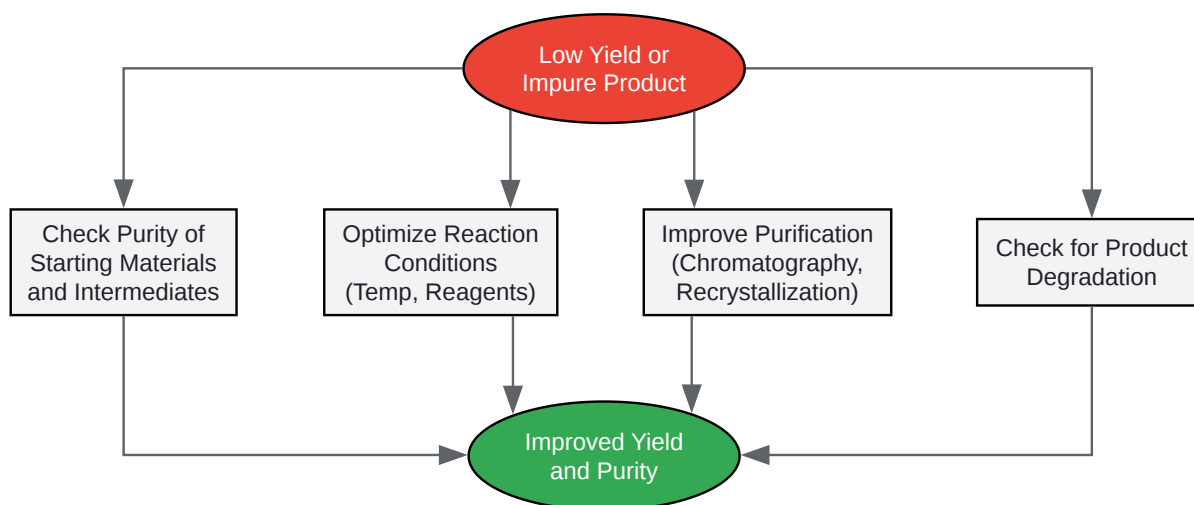 Low Yield or
Impure Product
Check Purity of
Starting Materials
and Intermediates
Optimize Reaction
Conditions
(Temp, Reagents)
Improve Purification
(Chromatography,
Recrystallization)
Check for Product
Degradation
Improved Yield
and Purity